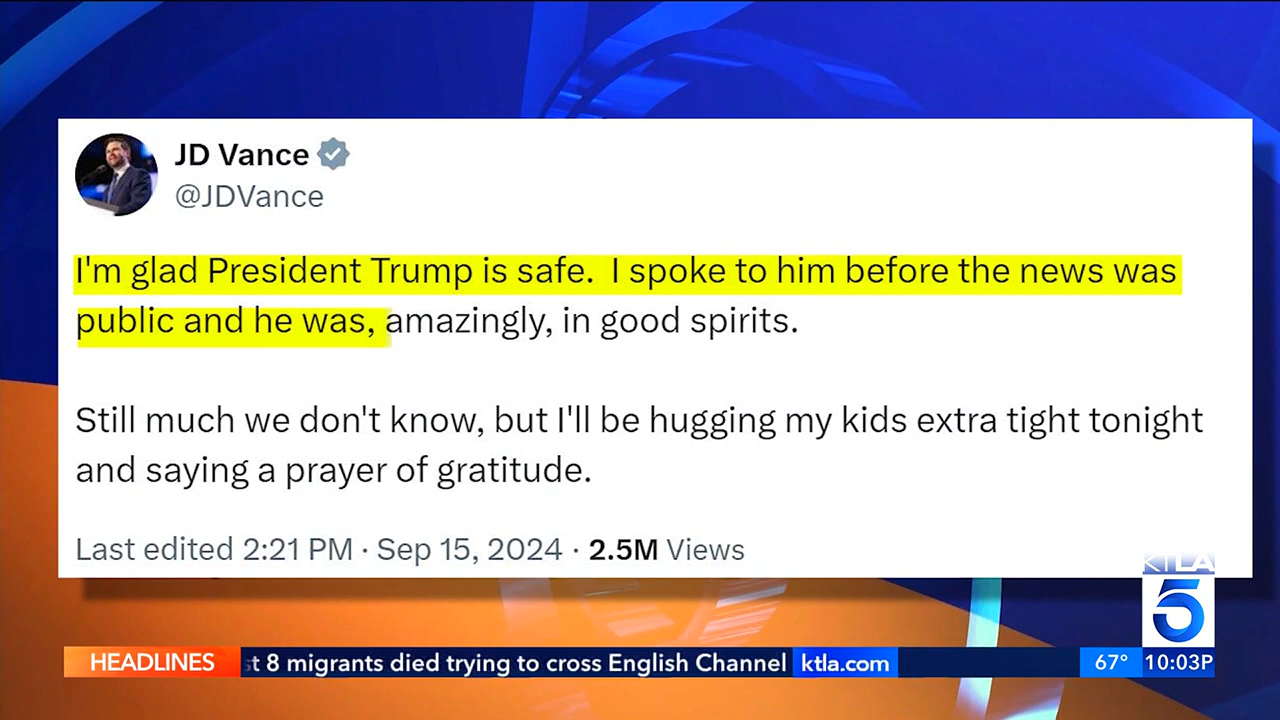 JD Vance
@JDVance
I'm glad President Trump is safe.  I spoke to him before the news was
public and he was, amazingly, in good spirits.
Still much we don't know, but I'll be hugging my kids extra tight tonight
and saying a prayer of gratitude.
Last edited 2:21 PM · Sep 15, 2024 · 2.5M Views
KTLA
5
HEADLINES st 8 migrants died trying to cross English Channel ktla.com 67° 10:03P